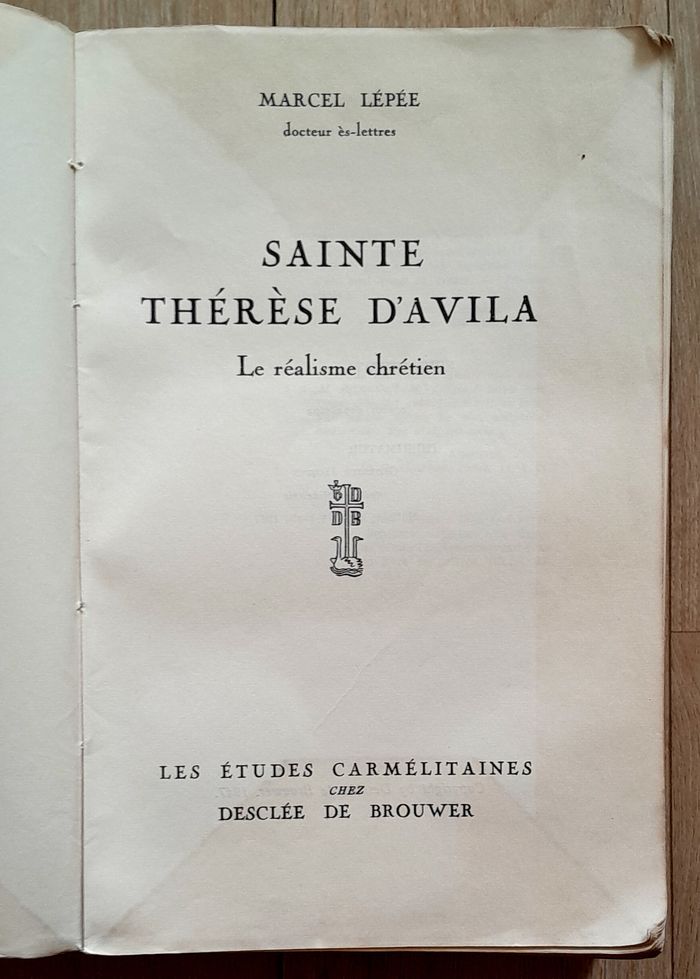 MARCEL LÉPÉE
docteur ès-lettres
SAINTE
THÉRÈSE D'AVILA
Le réalisme chrétien
D
D B
LES ÉTUDES CARMÉLITAINES
CHEZ
DESCLÉE DE BROUWER